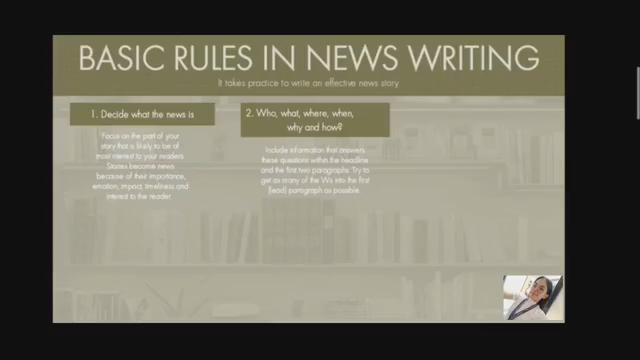 BASIC RULES IN NEWS WRITING
It takes practice to write an effective news story
1. Decide what the news is
Focus on the part of your
story that is likely to be of
most interest to your readers
Stories become news
because of their importance,
emotion, impact, timeliness and
interest to the reader
2. Who, what, where, when,
why and how?
Include information that answers
these questions within the headline
and the first two paragraphs. Try to
get as many of the Ws into the first
(lead) paragraph as possible